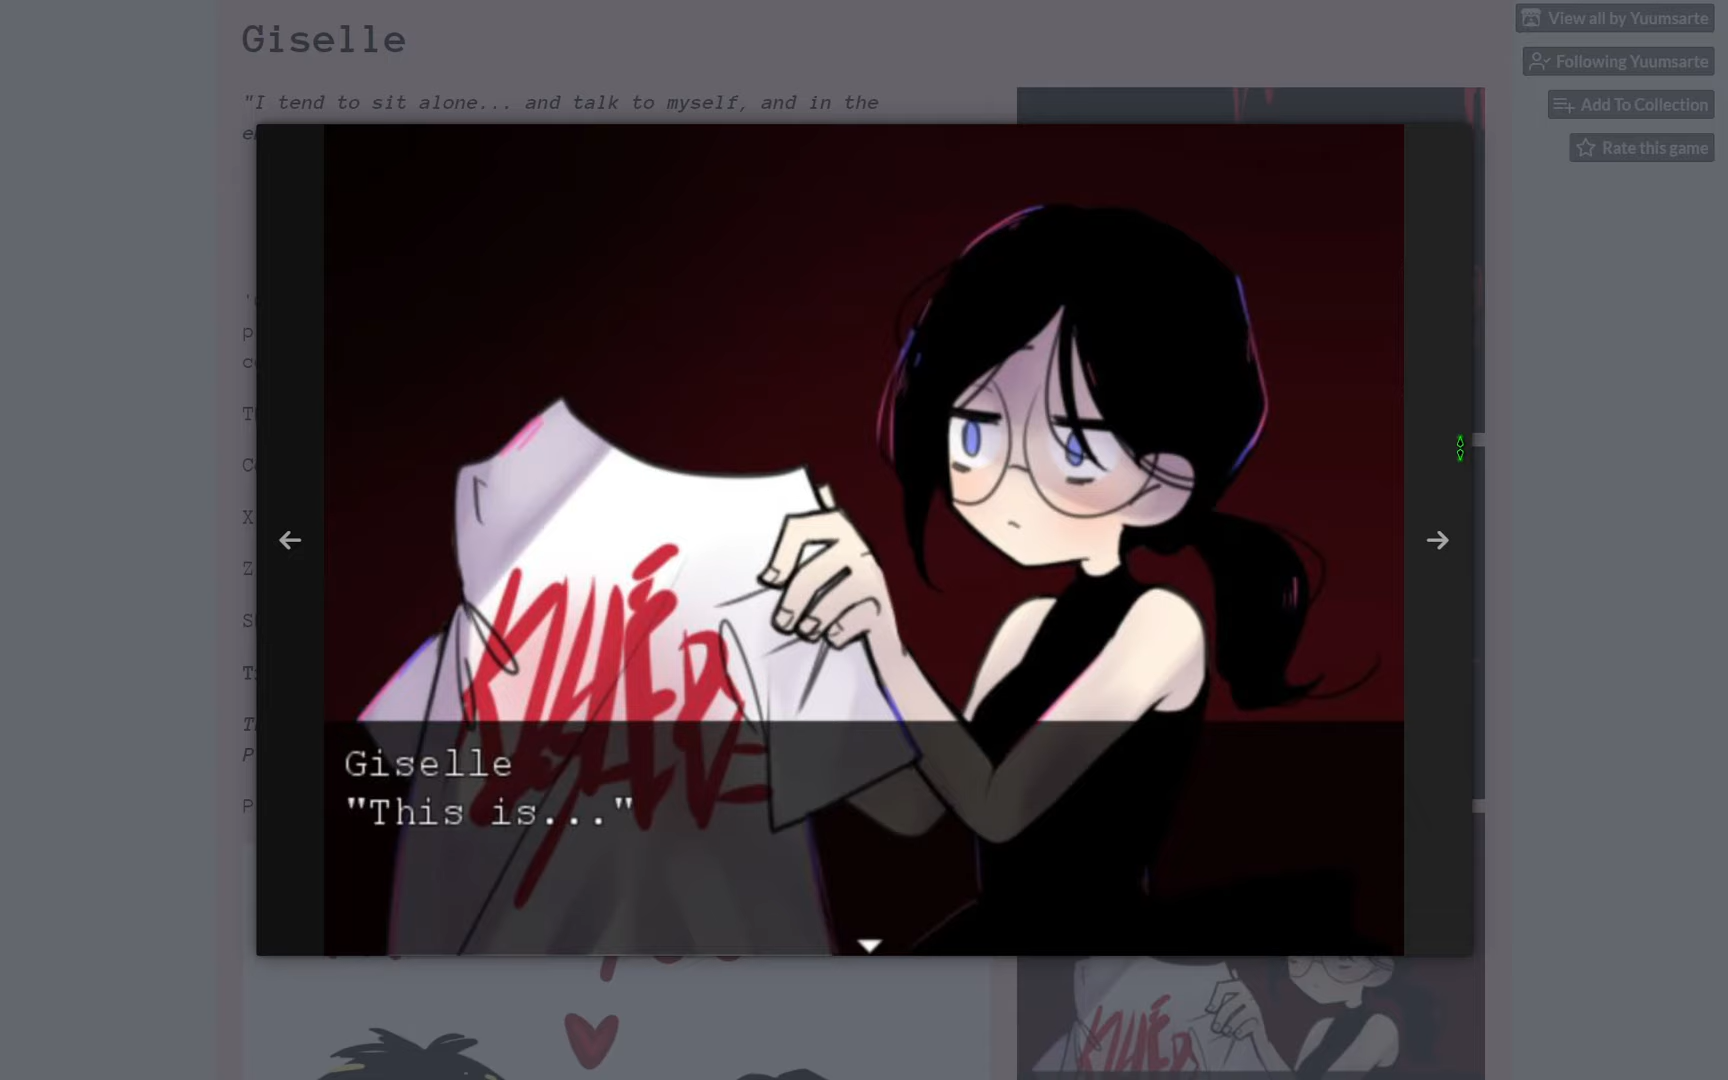 Giselle
"I tend to sit alone... and talk to myself, and in the
View all by Yuumsarte
Following Yuumsarte
Add To Collection
Rate this game
Giselle
"This is..."